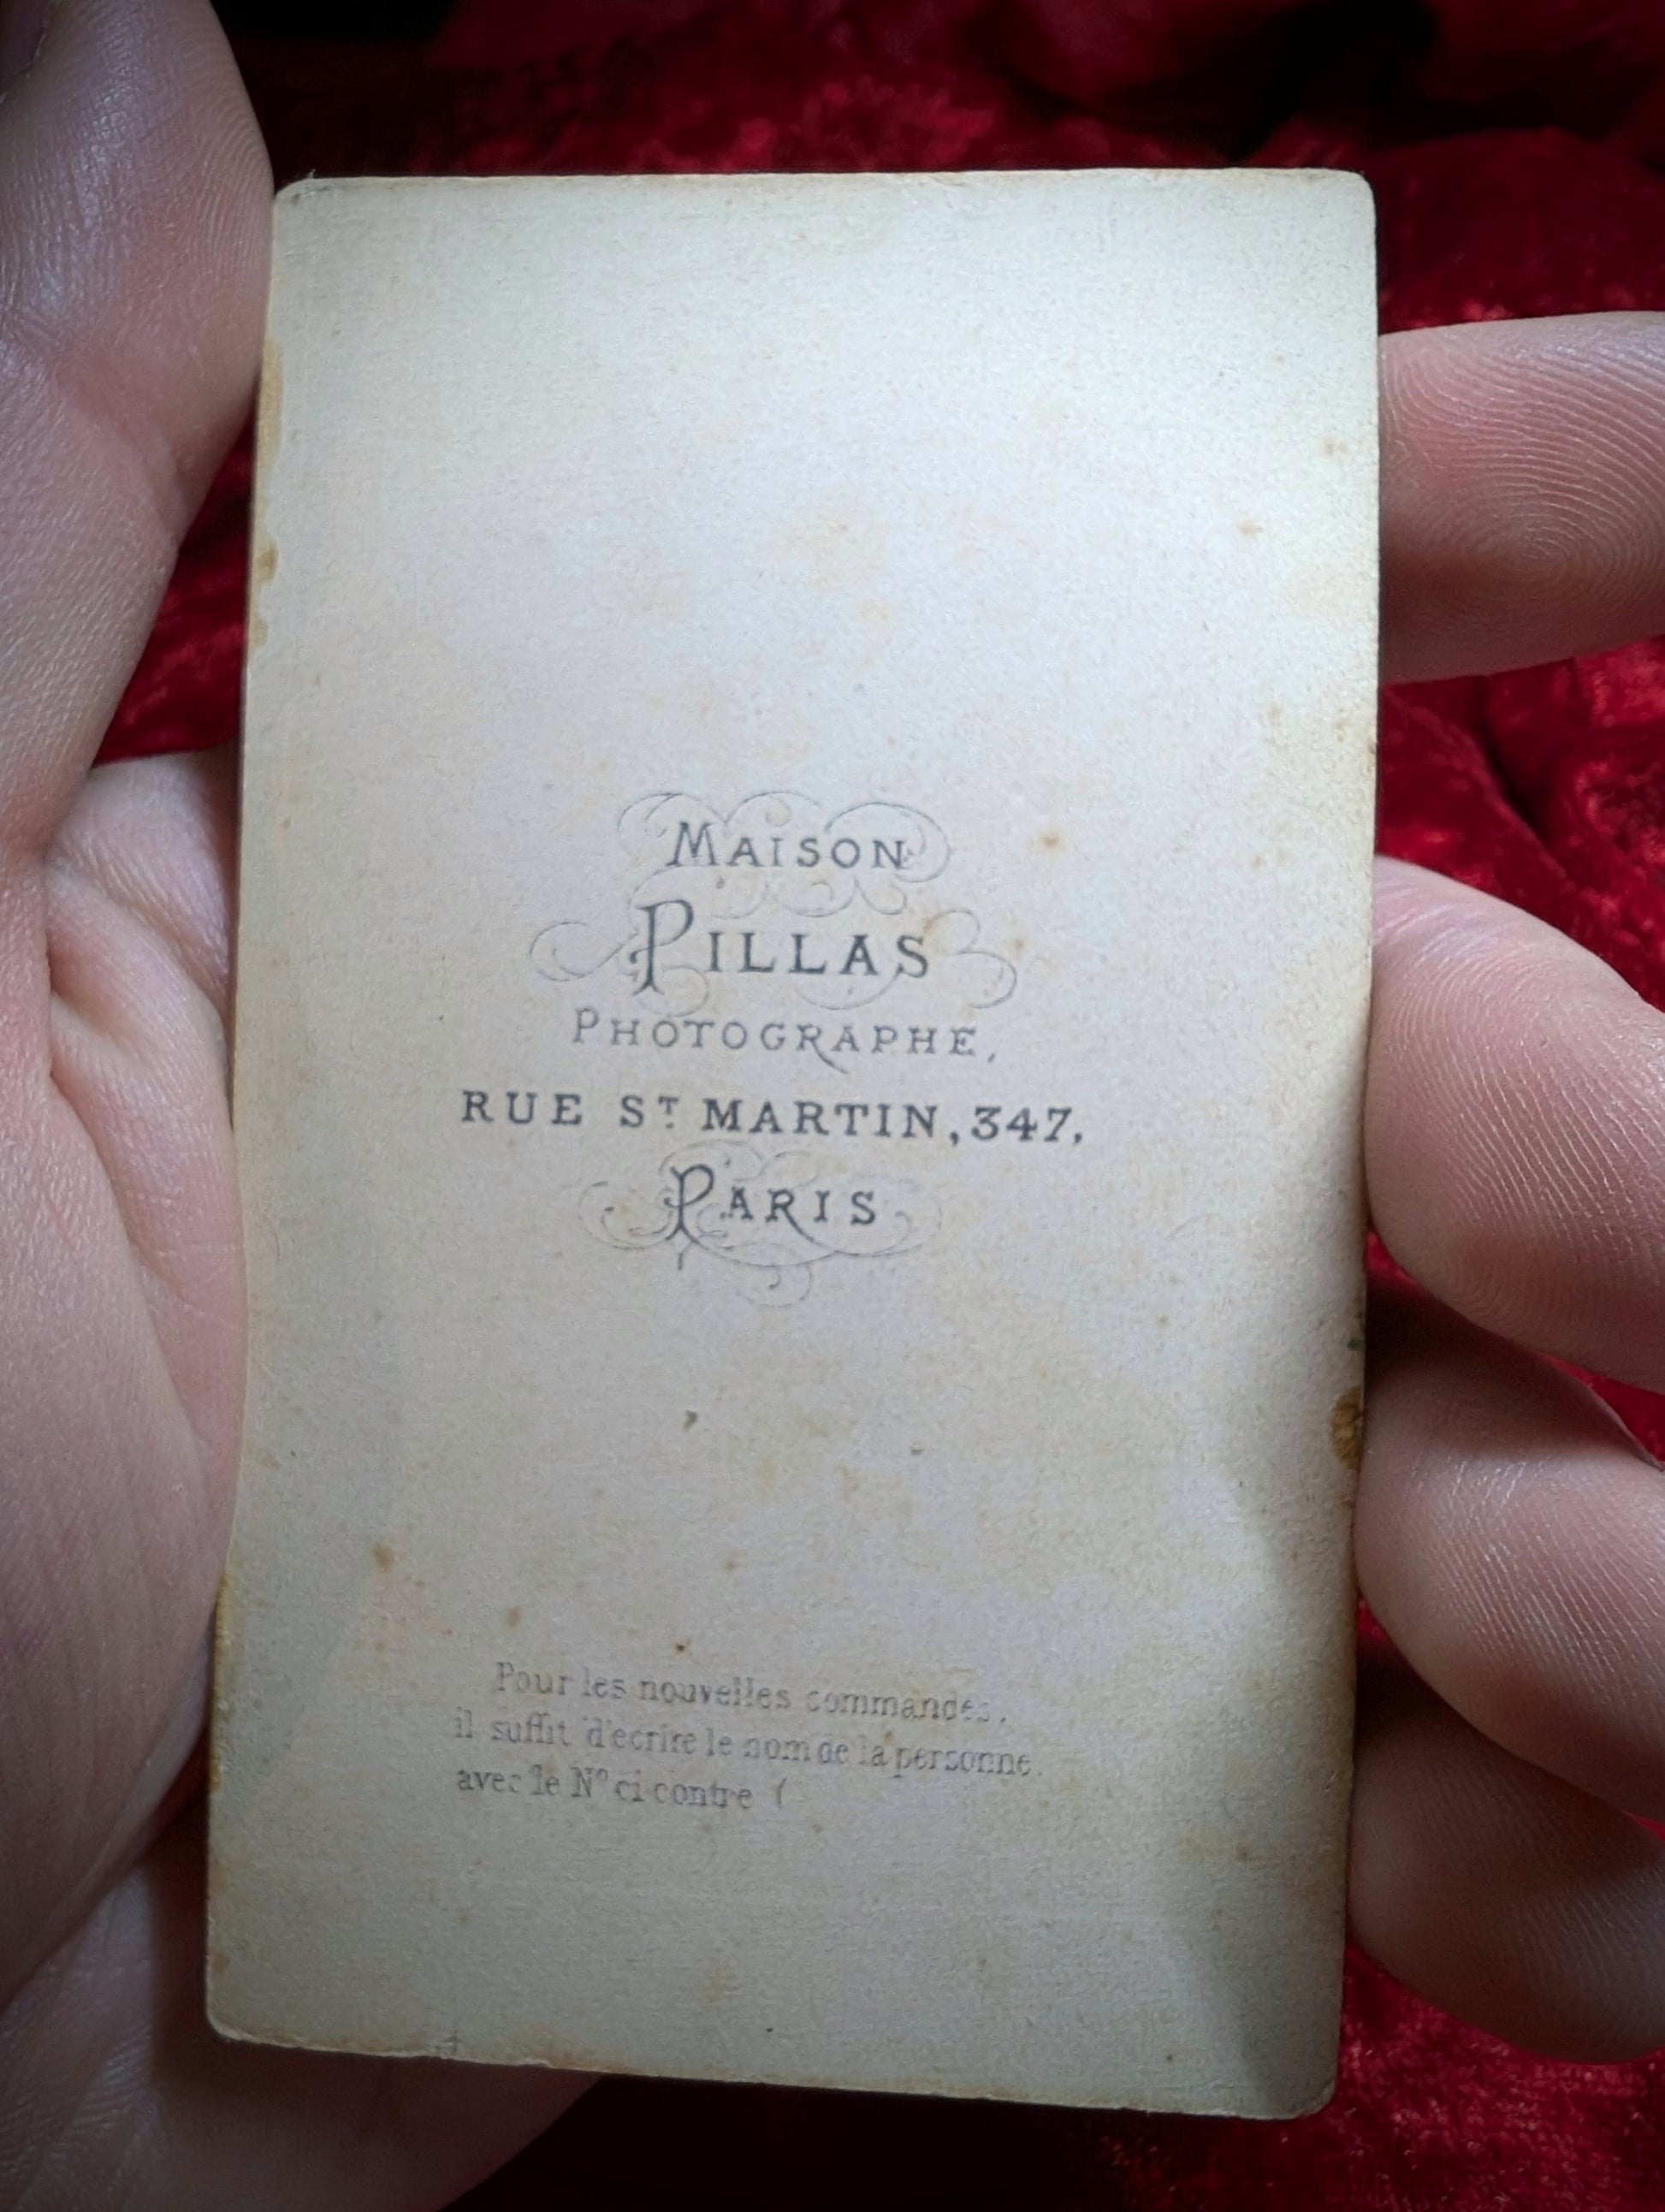 MAISON
PILLAS
PHOTOGRAPHE,
RUE ST MARTIN, 347,
PARIS
Pour les nouvelles commandes,
il suffit d'ecrire le nom de la personne
avec le No ci-contre (